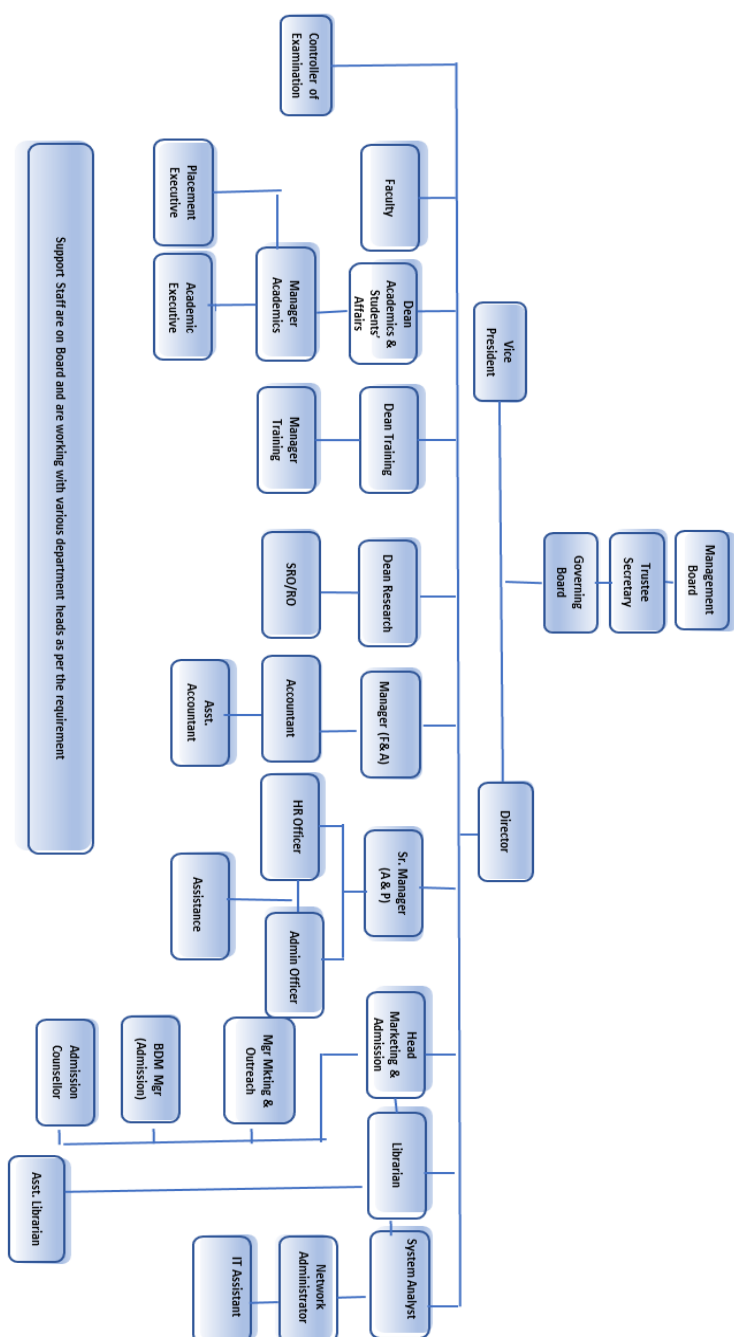 Management
Board
Trustee
Secretary
Governing
Board
Vice
President
Director
Controller of
Examination
Faculty
Dean
Academics &
Students'
Affairs
Dean Training
Dean Research
Manager (F& A)
Sr. Manager
(A & P)
Head
Marketing &
Admission
Librarian
System Analyst
Manager
Academics
Manager
Training
SRO/RO
Accountant
HR Officer
Admin Officer
Mgr Mkting &
Outreach
Network
Administrator
Placement
Executive
Academic
Executive
Asst.
Accountant
Assistance
BDM Mgr
(Admission)
IT Assistant
Admission
Counsellor
Asst. Librarian
Support Staff are on Board and are working with various department heads as per the requirement